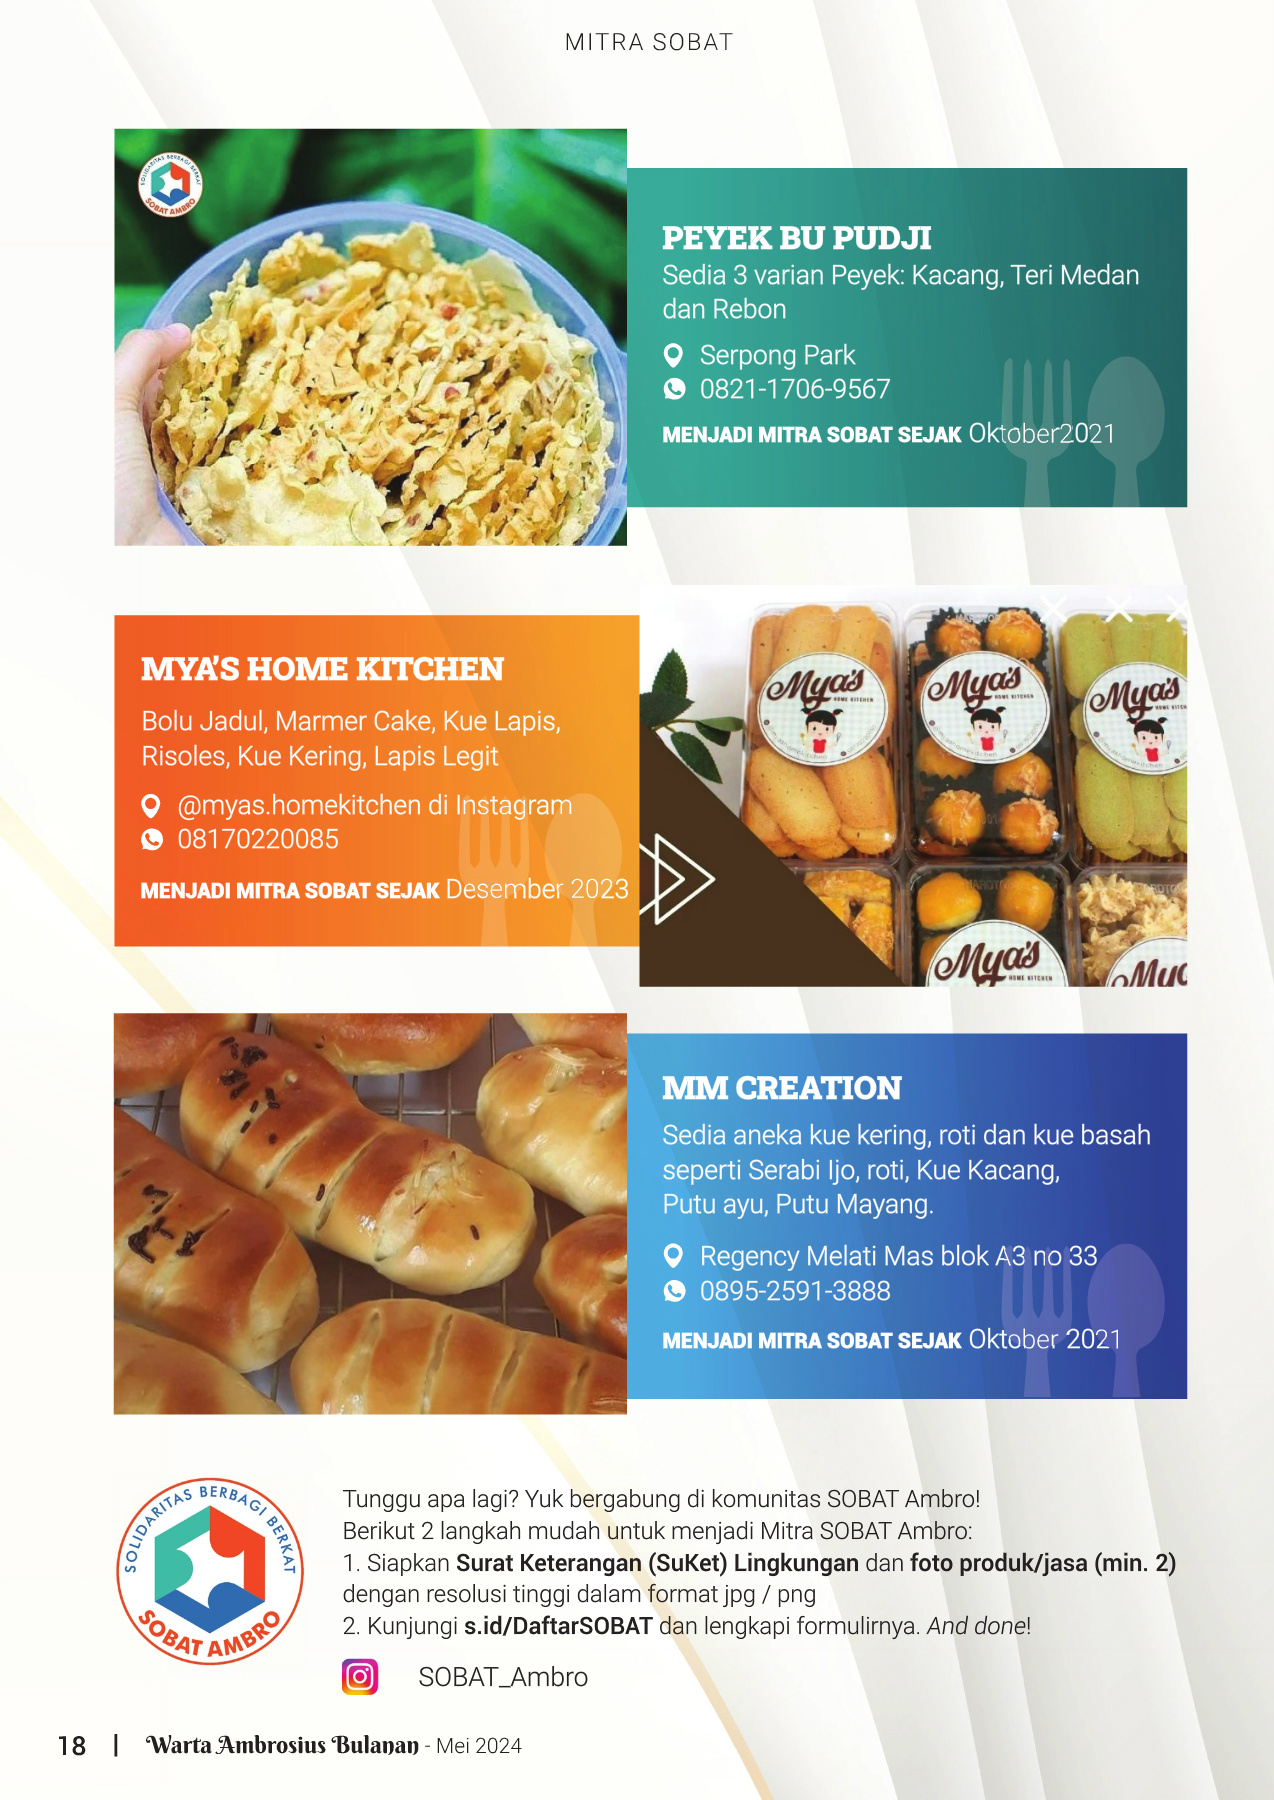 MITRA SOBAT
SOLIDARITAS BERBAGI BERKAT
SOBAT AMBRO
PEYEK BU PUDJI
Sedia 3 varian Peyek: Kacang, Teri Medan
dan Rebon
Serpong Park
0821-1706-9567
MENJADI MITRA SOBAT SEJAK Oktober2021
MYA'S HOME KITCHEN
Bolu Jadul, Marmer Cake, Kue Lapis,
Risoles, Kue Kering, Lapis Legit
@myas.homekitchen di Instagram
08170220085
MENJADI MITRA SOBAT SEJAK Desember 2023
Mya's
HOME KITCHEN
Mya's
HOME KITCHEN
Mya's
Mya's
HOME KITCHEN
MM CREATION
Sedia aneka kue kering, roti dan kue basah
seperti Serabi Ijo, roti, Kue Kacang,
Putu ayu, Putu Mayang.
Regency Melati Mas blok A3 no 33
0895-2591-3888
MENJADI MITRA SOBAT SEJAK Oktober 2021
SOLIDARITAS BERBAGI BERKAT
SOBAT AMBRO
Tunggu apa lagi? Yuk bergabung di komunitas SOBAT Ambro!
Berikut 2 langkah mudah untuk menjadi Mitra SOBAT Ambro:
1. Siapkan Surat Keterangan (SuKet) Lingkungan dan foto produk/jasa (min. 2)
dengan resolusi tinggi dalam format jpg / png
2. Kunjungi s.id/DaftarSOBAT dan lengkapi formulirnya. And done!
SOBAT_Ambro
18 | Warta Ambrosius Bulanan - Mei 2024